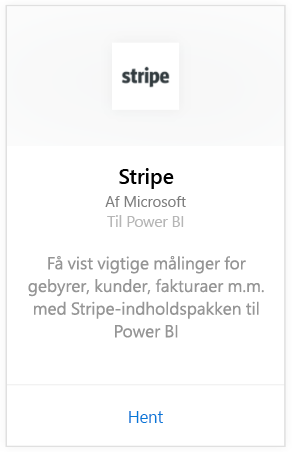 stripe
Stripe
Af Microsoft
Til Power BI
Få vist vigtige målinger for
gebyrer, kunder, fakturaer m.m.
med Stripe-indholdspakken til
Power BI
Hent